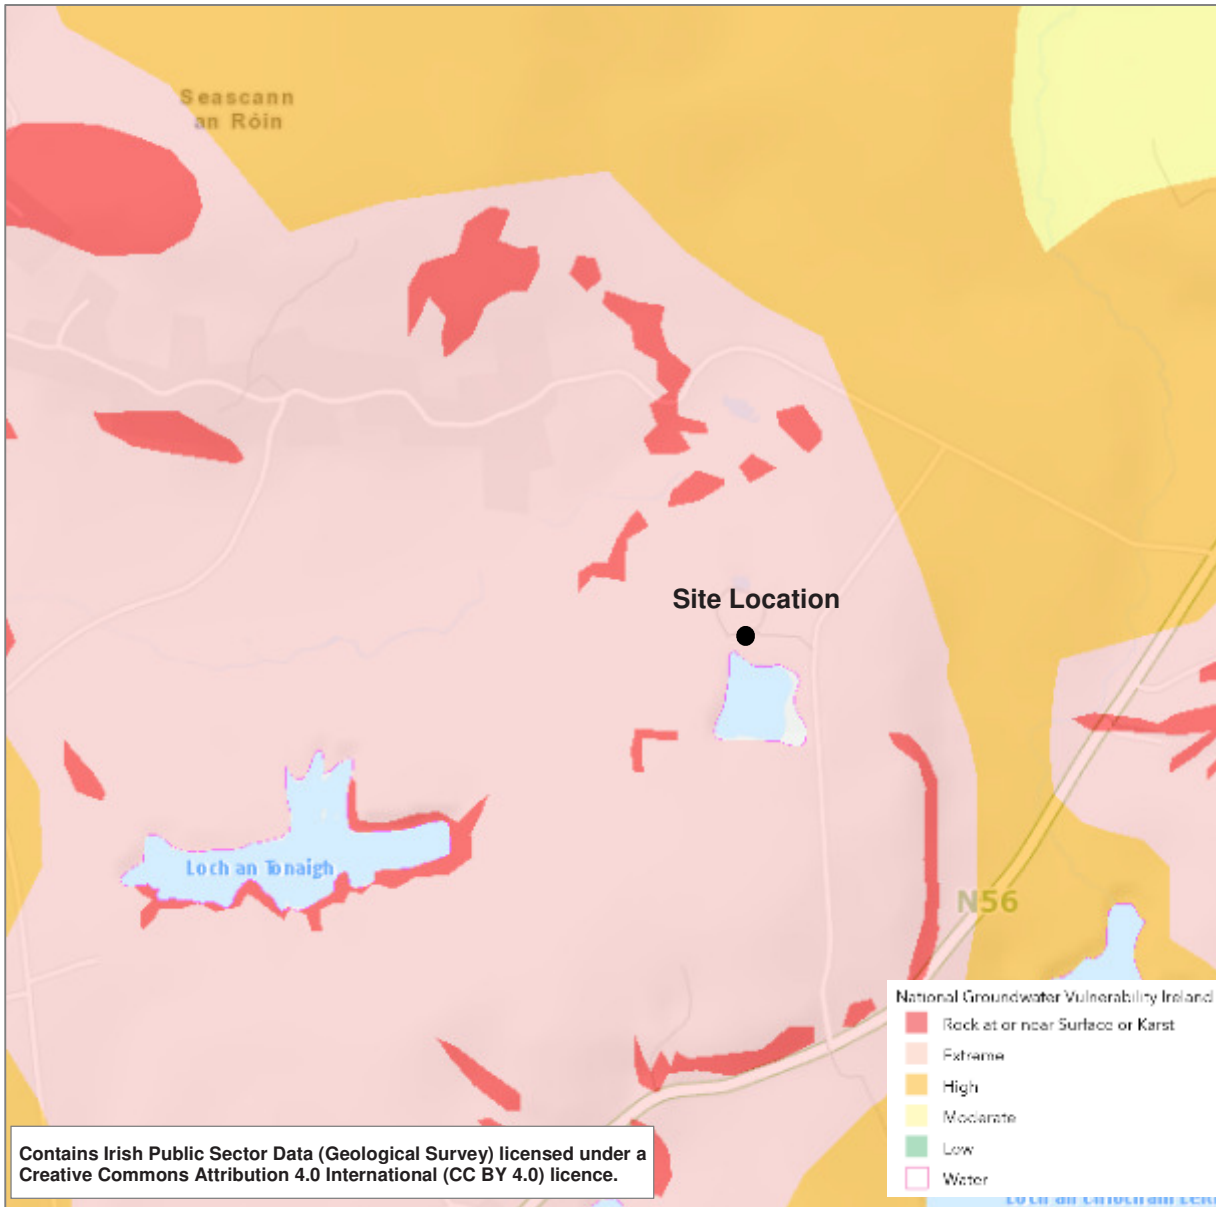 Seascann
an Róin
Site Location
Loch an Tonaigh
N56
National Groundwater Vulnerability Ireland
Rock at or near Surface or Karst
Extreme
High
Moderate
Low
Water
Contains Irish Public Sector Data (Geological Survey) licensed under a
Creative Commons Attribution 4.0 International (CC BY 4.0) licence.
Loch an